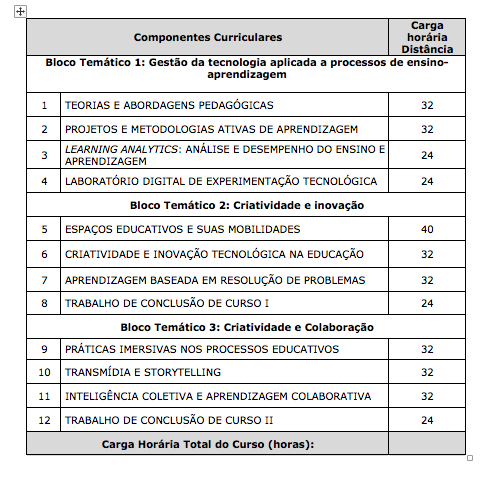 Componentes Curriculares
Carga
horária
Distância
Bloco Temático 1: Gestão da tecnologia aplicada a processos de ensino-
aprendizagem
1 TEORIAS E ABORDAGENS PEDAGÓGICAS 32
2 PROJETOS E METODOLOGIAS ATIVAS DE APRENDIZAGEM 32
3 LEARNING ANALYTICS: ANÁLISE E DESEMPENHO DO ENSINO E
APRENDIZAGEM 24
4 LABORATÓRIO DIGITAL DE EXPERIMENTAÇÃO TECNOLÓGICA 24
Bloco Temático 2: Criatividade e inovação
5 ESPAÇOS EDUCATIVOS E SUAS MOBILIDADES 40
6 CRIATIVIDADE E INOVAÇÃO TECNOLÓGICA NA EDUCAÇÃO 32
7 APRENDIZAGEM BASEADA EM RESOLUÇÃO DE PROBLEMAS 32
8 TRABALHO DE CONCLUSÃO DE CURSO I 24
Bloco Temático 3: Criatividade e Colaboração
9 PRÁTICAS IMERSIVAS NOS PROCESSOS EDUCATIVOS 32
10 TRANSMÍDIA E STORYTELLING 32
11 INTELIGÊNCIA COLETIVA E APRENDIZAGEM COLABORATIVA 32
12 TRABALHO DE CONCLUSÃO DE CURSO II 24
Carga Horária Total do Curso (horas):